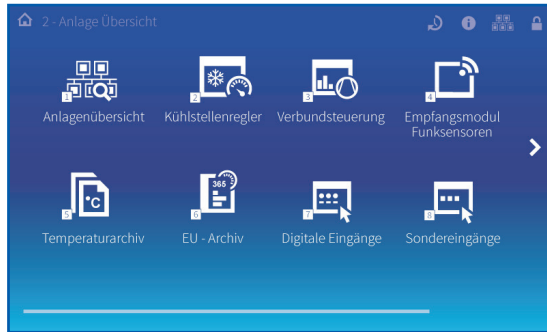 2 - Anlage Übersicht
1
Anlagenübersicht
2
Kühlstellenregler
3
Verbundsteuerung
4
Empfangsmodul
Funksensoren
5
°C
Temperaturarchiv
365
6
EU - Archiv
7
Digitale Eingänge
8
Sondereingänge